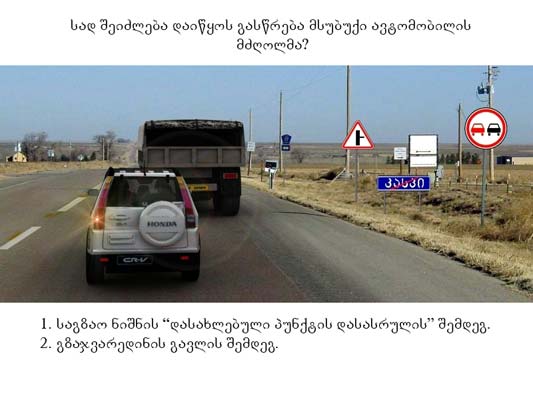 სად შეიძლება დაიწყოს გასწრება მსუბუქი ავტომობილის
მძღოლმა?
კასპი
HONDA
CR-V
1. საგზაო ნიშნის “დასახლებული პუნქტის დასასრულის” შემდეგ.
2. გზაჯვარედინის გავლის შემდეგ.